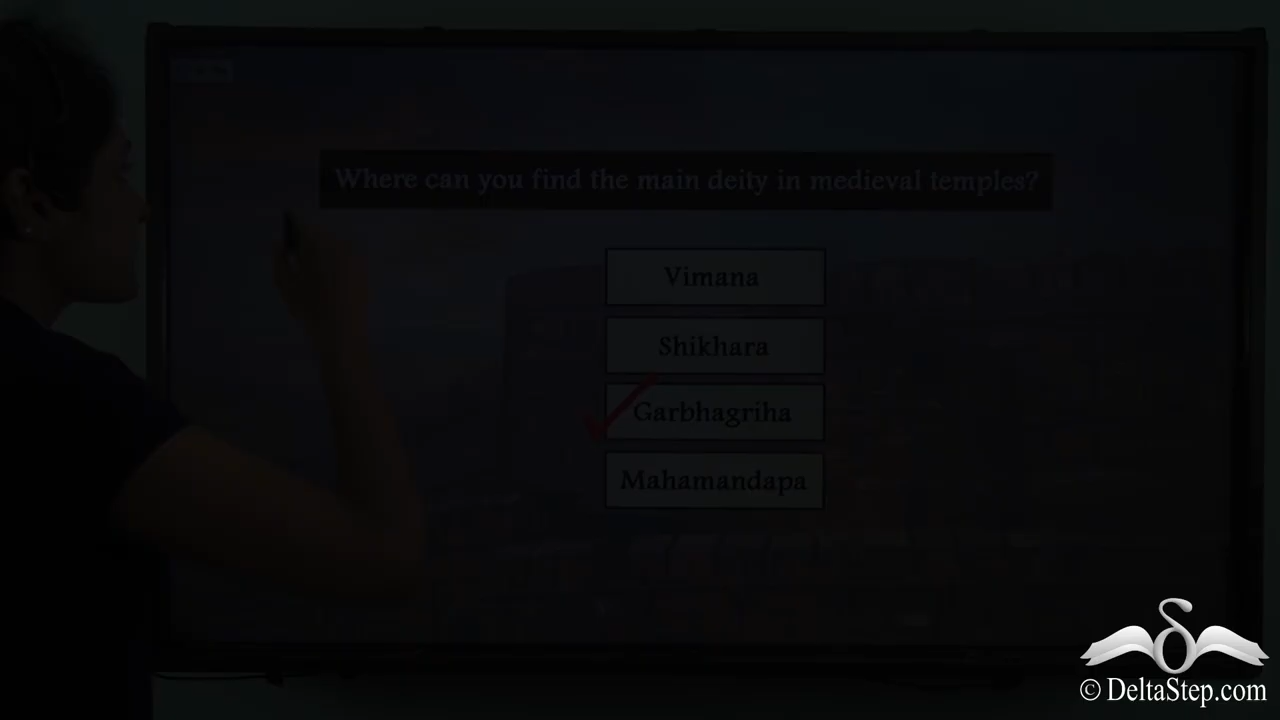 Where can you find the main deity in medieval temples?
Vimana
Shikhara
Garbhagriha
Mahamandapa
© DeltaStep.com